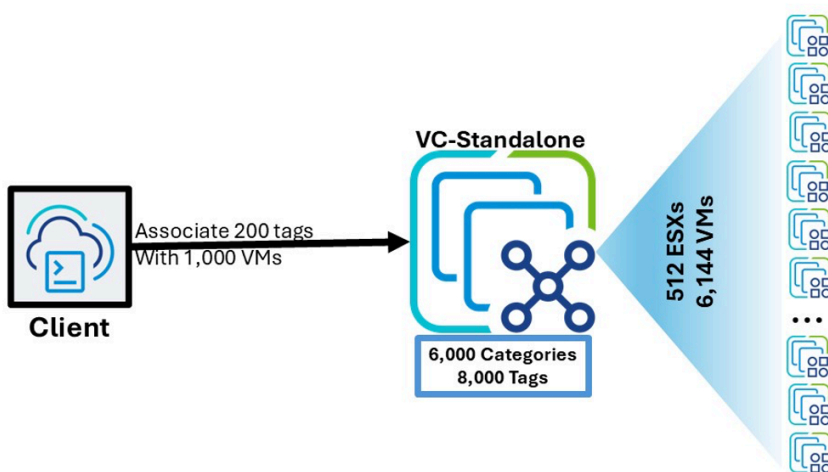 VC-Standalone
Associate 200 tags
With 1,000 VMs
Client
512 ESXs
6,144 VMs
...
6,000 Categories
8,000 Tags